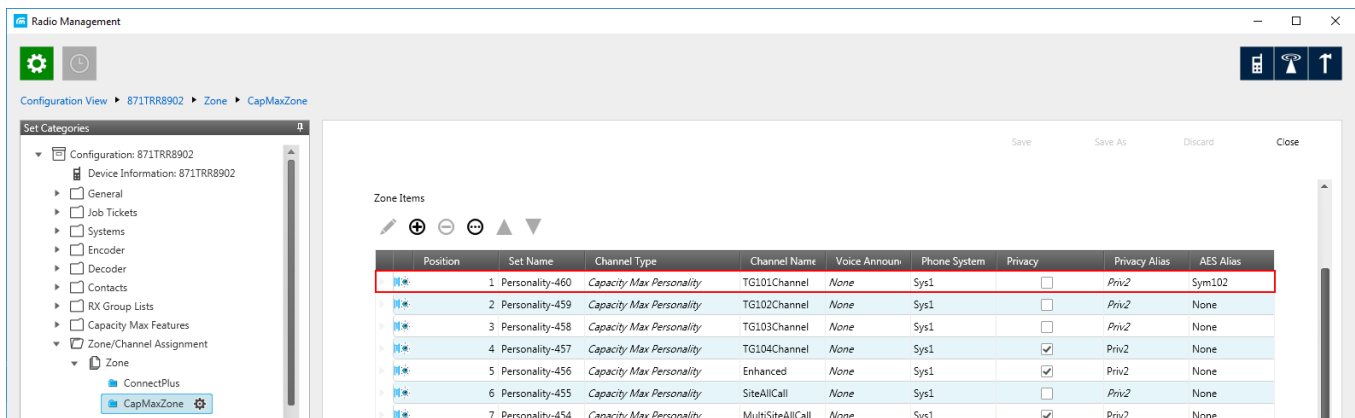 Radio Management
Configuration View ▸ 871TRR8902 ▸ Zone ▸ CapMaxZone
Set Categories
Configuration: 871TRR8902
Device Information: 871TRR8902
General
Job Tickets
Systems
Encoder
Decoder
Contacts
RX Group Lists
Capacity Max Features
Zone/Channel Assignment
Zone
ConnectPlus
CapMaxZone
Save Save As Discard Close
Zone Items
Position Set Name Channel Type Channel Name Voice Announ Phone System Privacy Privacy Alias AES Alias
1 Personality-460 Capacity Max Personality TG101Channel None Sys1 Priv2 Sym102
2 Personality-459 Capacity Max Personality TG102Channel None Sys1 Priv2 None
3 Personality-458 Capacity Max Personality TG103Channel None Sys1 Priv2 None
4 Personality-457 Capacity Max Personality TG104Channel None Sys1 Priv2 None
5 Personality-456 Capacity Max Personality Enhanced None Sys1 Priv2 None
6 Personality-455 Capacity Max Personality SiteAllCall None Sys1 Priv2 None
7 Personality-454 Capacity Max Personality MultiSiteAllCall None Sys1 Priv2 None